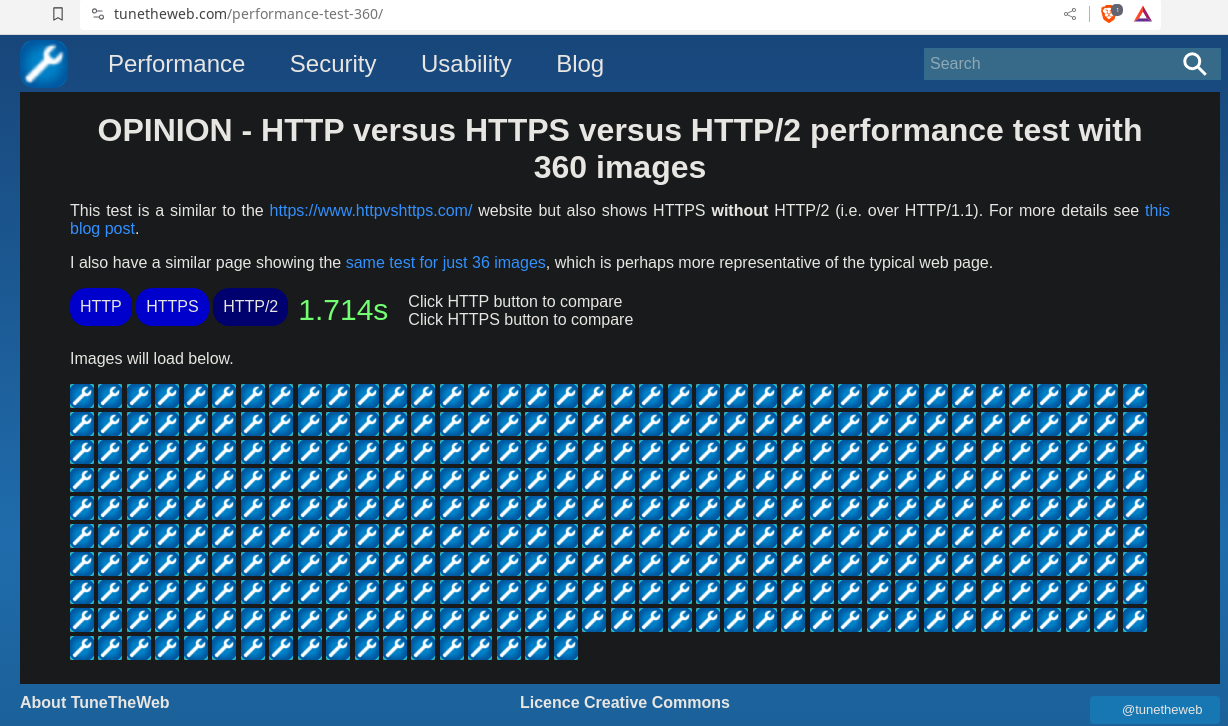 tunetheweb.com/performance-test-360/
1
Performance Security Usability Blog Search
OPINION - HTTP versus HTTPS versus HTTP/2 performance test with
360 images
This test is a similar to the https://www.httpvshttps.com/ website but also shows HTTPS without HTTP/2 (i.e. over HTTP/1.1). For more details see this
blog post.
I also have a similar page showing the same test for just 36 images, which is perhaps more representative of the typical web page.
HTTP HTTPS HTTP/2 1.714s
Click HTTP button to compare
Click HTTPS button to compare
Images will load below.
About TuneTheWeb
Licence Creative Commons
@tunetheweb